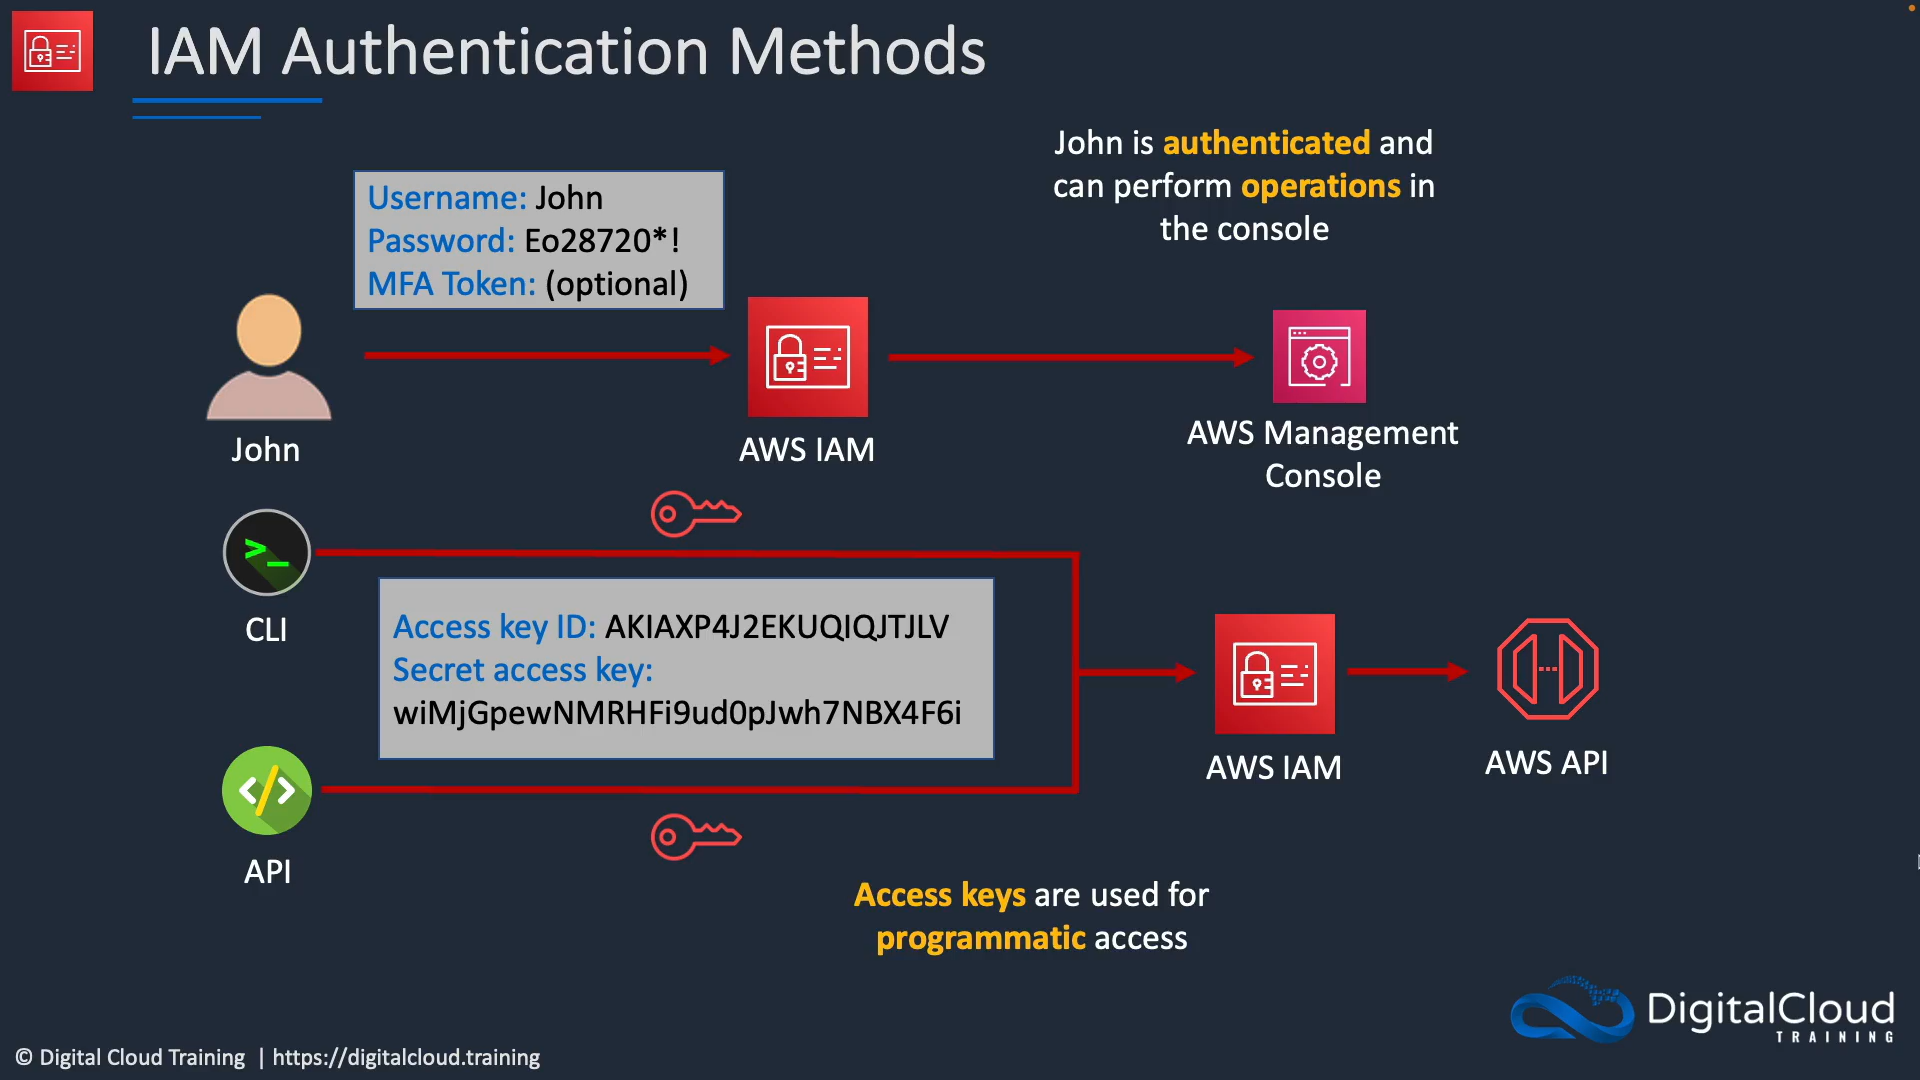 IAM Authentication Methods
John is authenticated and
can perform operations in
the console
Username: John
Password: Eo28720*!
MFA Token: (optional)
John
AWS IAM
AWS Management
Console
>_
CLI
Access key ID: AKIAXP4J2EKUQIQJTJLV
Secret access key:
wiMjGpewNMRHFi9ud0pJwh7NBX4F6i
AWS IAM
AWS API
</>
API
Access keys are used for
programmatic access
DigitalCloud
TRAINING
© Digital Cloud Training | https://digitalcloud.training